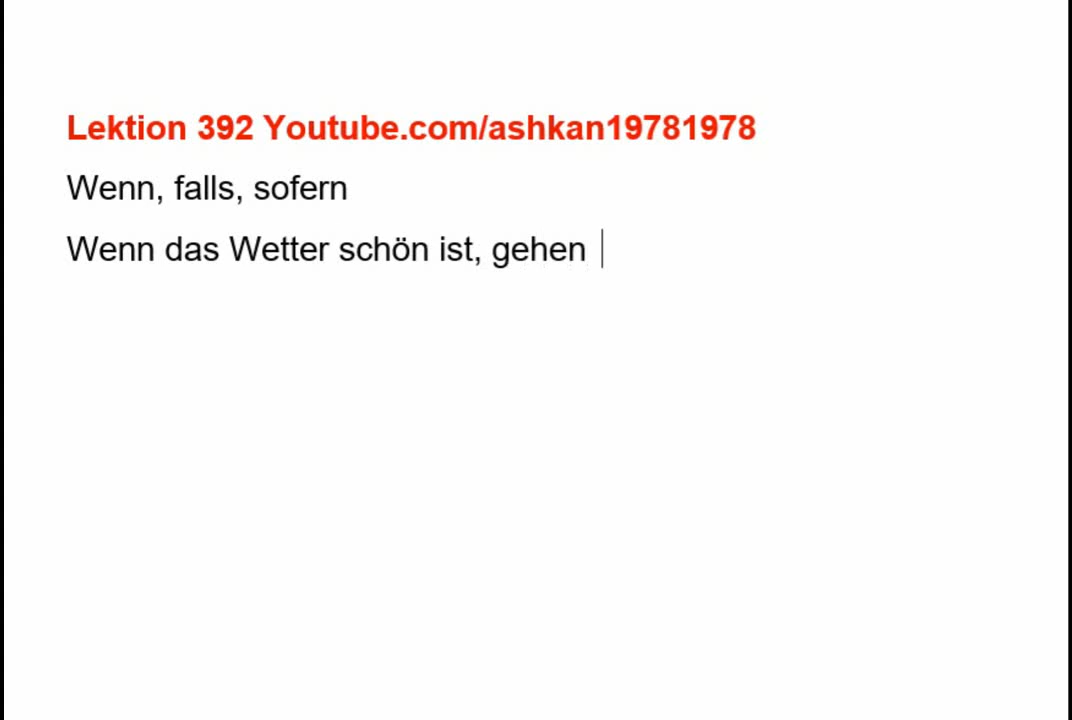 Lektion 392 Youtube.com/ashkan19781978
Wenn, falls, sofern
Wenn das Wetter schön ist, gehen